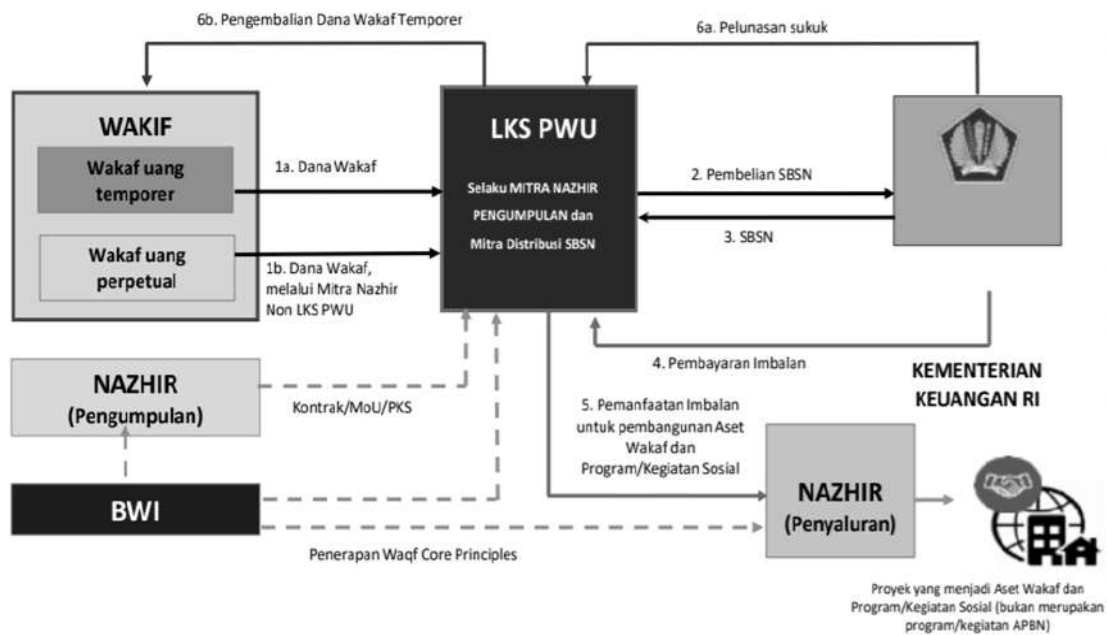 6b. Pengembalian Dana Wakaf Temporer
6a. Pelunasan sukuk
WAKIF
Wakaf uang
temporer
Wakaf uang
perpetual
1a. Dana Wakaf
1b. Dana Wakaf,
melalui Mitra Nazhir
Non LKS PWU
LKS PWU
Selaku MITRA NAZHIR
PENGUMPULAN dan
Mitra Distribusi SBSN
2. Pembelian SBSN
3. SBSN
4. Pembayaran Imbalan
KEMENTERIAN
KEUANGAN RI
NAZHIR
(Pengumpulan)
Kontrak/MoU/PKS
5. Pemanfaatan Imbalan
untuk pembangunan Aset
Wakaf dan
Program/Kegiatan Sosial
BWI
Penerapan Waqf Core Principles
NAZHIR
(Penyaluran)
Proyek yang menjadi Aset Wakaf dan
Program/Kegiatan Sosial (bukan merupakan
program/kegiatan APBN)